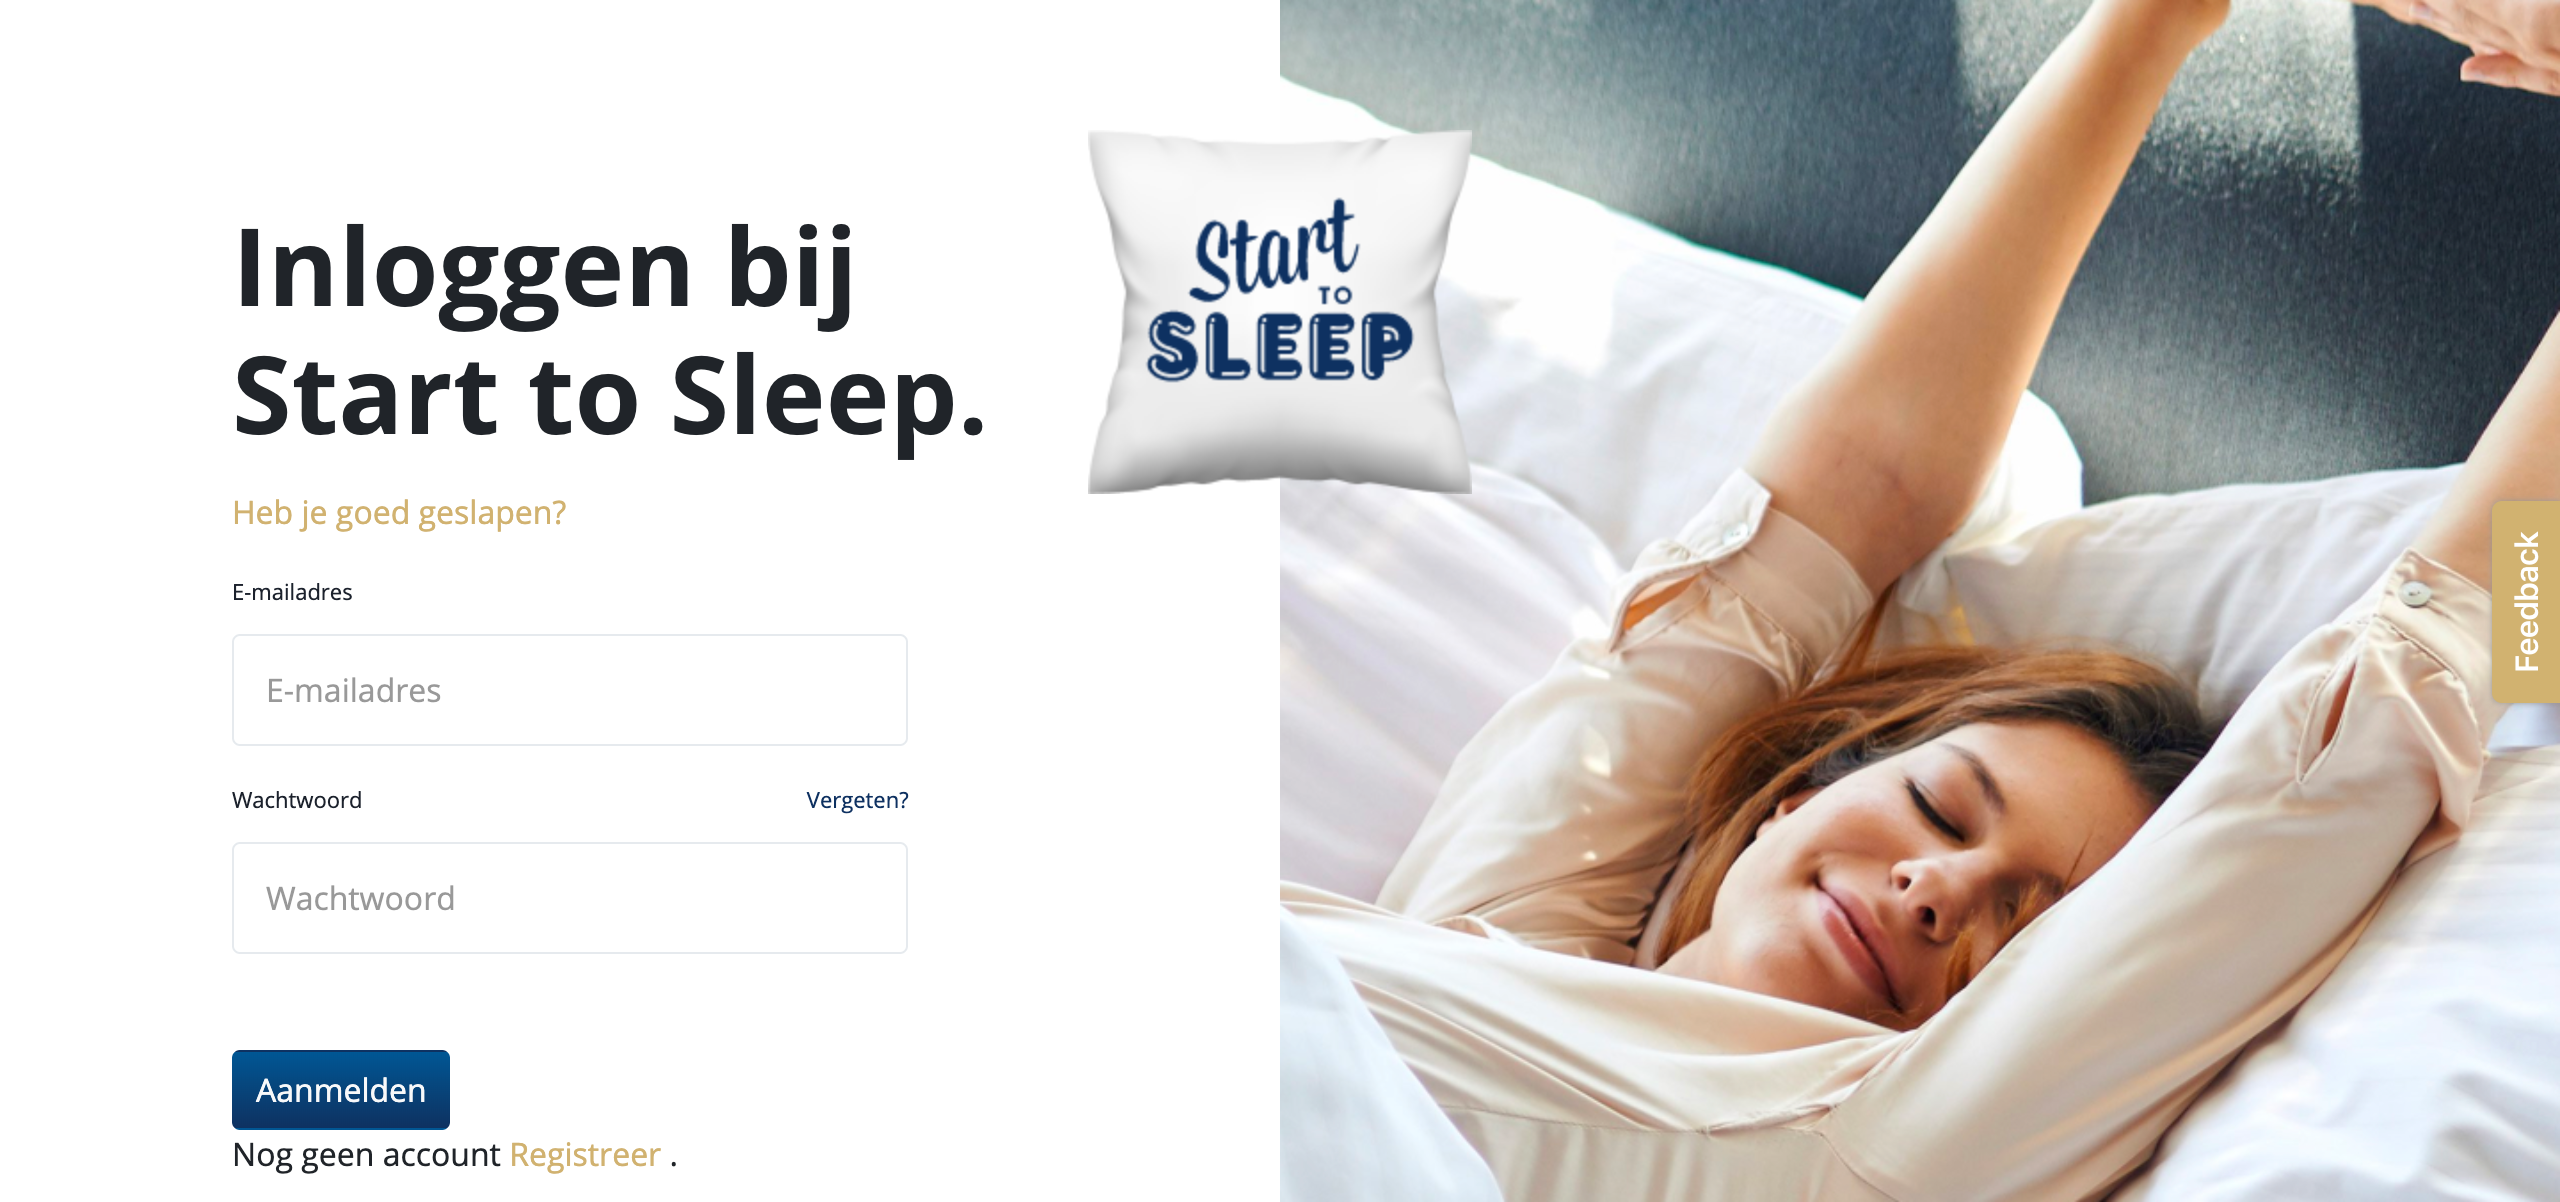 Inloggen bij
Start to Sleep.
Heb je goed geslapen?
E-mailadres
E-mailadres
Wachtwoord Vergeten?
Wachtwoord
Aanmelden
Nog geen account Registreer .
Start
TO
SLEEP
Feedback